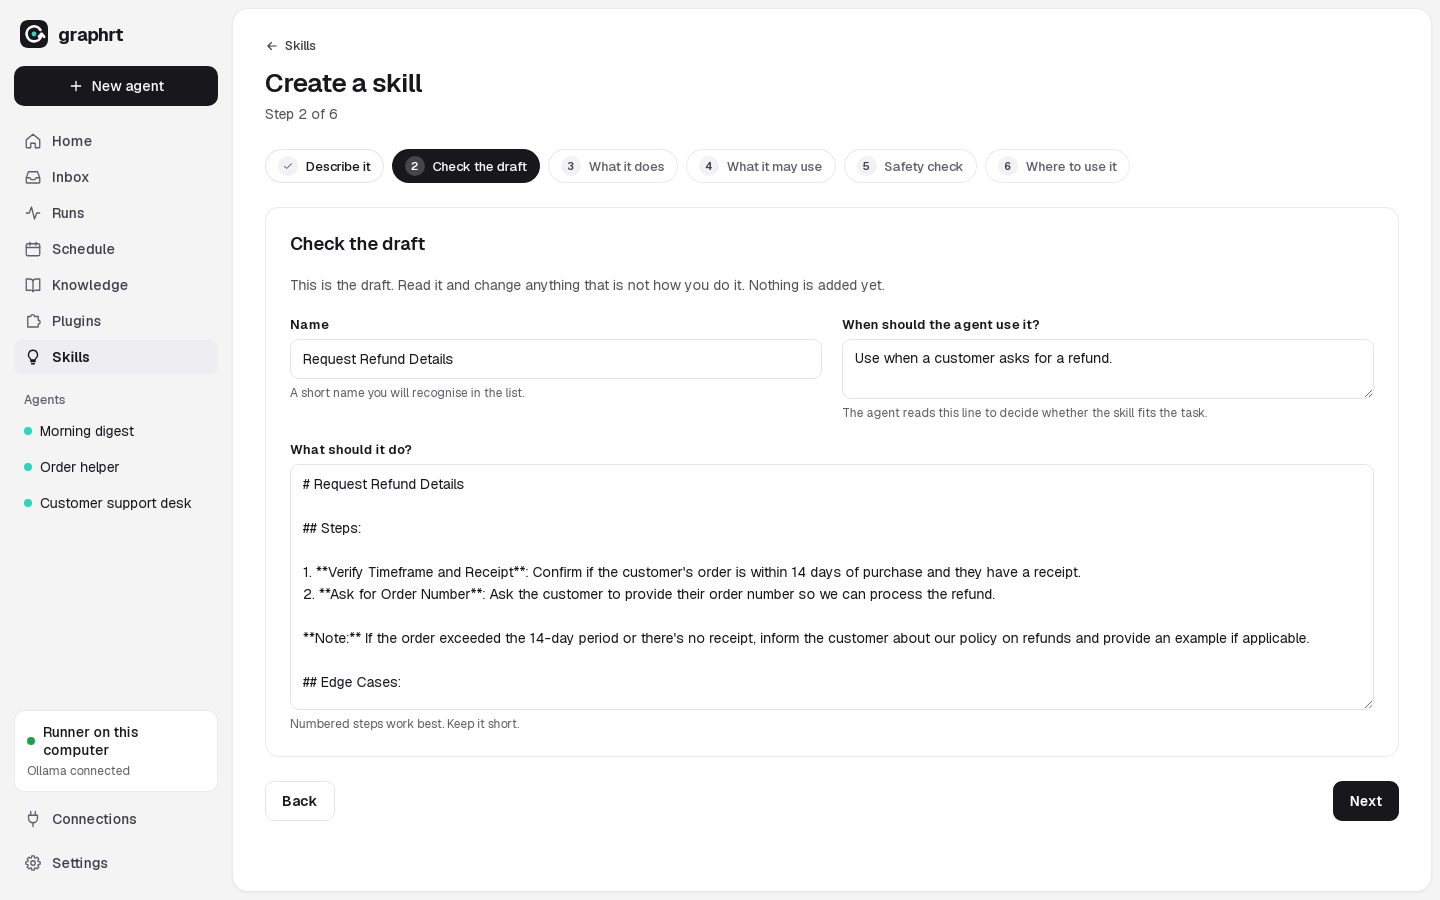 graphrt
New agent
Home
Inbox
Runs
Schedule
Knowledge
Plugins
Skills
Agents
Morning digest
Order helper
Customer support desk
Runner on this
computer
Ollama connected
Connections
Settings
← Skills
Create a skill
Step 2 of 6
✓ Describe it
2 Check the draft
3 What it does
4 What it may use
5 Safety check
6 Where to use it
Check the draft
This is the draft. Read it and change anything that is not how you do it. Nothing is added yet.
Name
Request Refund Details
A short name you will recognise in the list.
When should the agent use it?
Use when a customer asks for a refund.
The agent reads this line to decide whether the skill fits the task.
What should it do?
# Request Refund Details
## Steps:
1. **Verify Timeframe and Receipt**: Confirm if the customer's order is within 14 days of purchase and they have a receipt.
2. **Ask for Order Number**: Ask the customer to provide their order number so we can process the refund.
**Note:** If the order exceeded the 14-day period or there's no receipt, inform the customer about our policy on refunds and provide an example if applicable.
## Edge Cases:
Numbered steps work best. Keep it short.
Back
Next